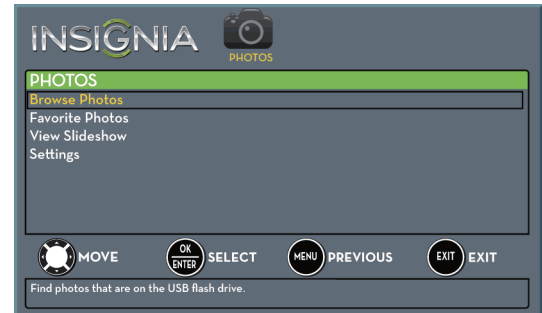 INSIGNIA
PHOTOS
PHOTOS
Browse Photos
Favorite Photos
View Slideshow
Settings
MOVE OK ENTER SELECT MENU PREVIOUS EXIT EXIT
Find photos that are on the USB flash drive.